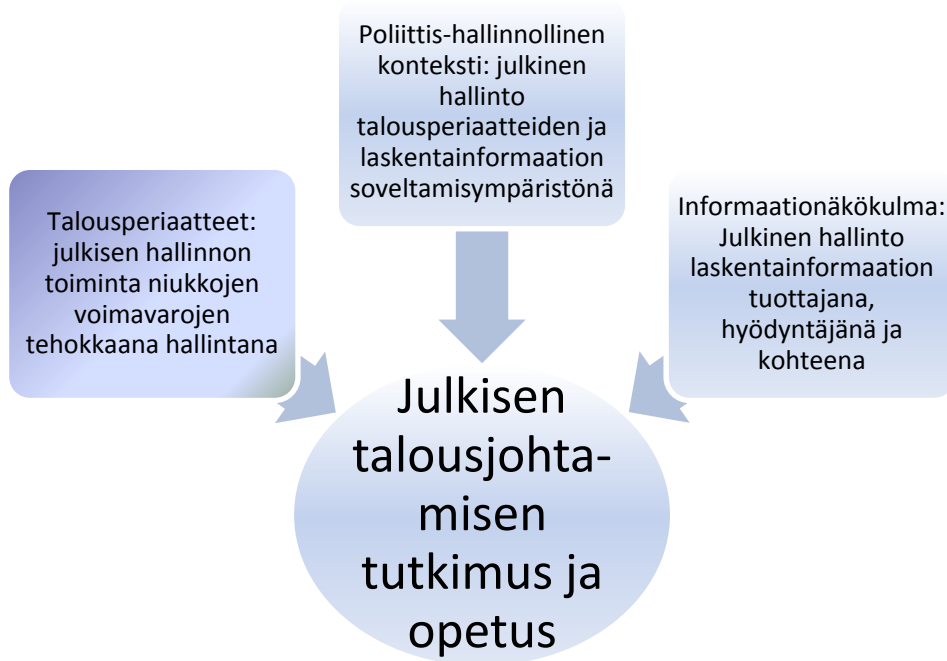 Poliittis-hallinnollinen
konteksti: julkinen
hallinto
talousperiaatteiden ja
laskentainformaation
soveltamisympäristönä
Talousperiaatteet:
julkisen hallinnon
toiminta niukkojen
voimavarojen
tehokkaana hallintana
Informaationäkökulma:
Julkinen hallinto
laskentainformaation
tuottajana,
hyödyntäjänä ja
kohteena
Julkisen
talousjohta-
misen
tutkimus ja
opetus